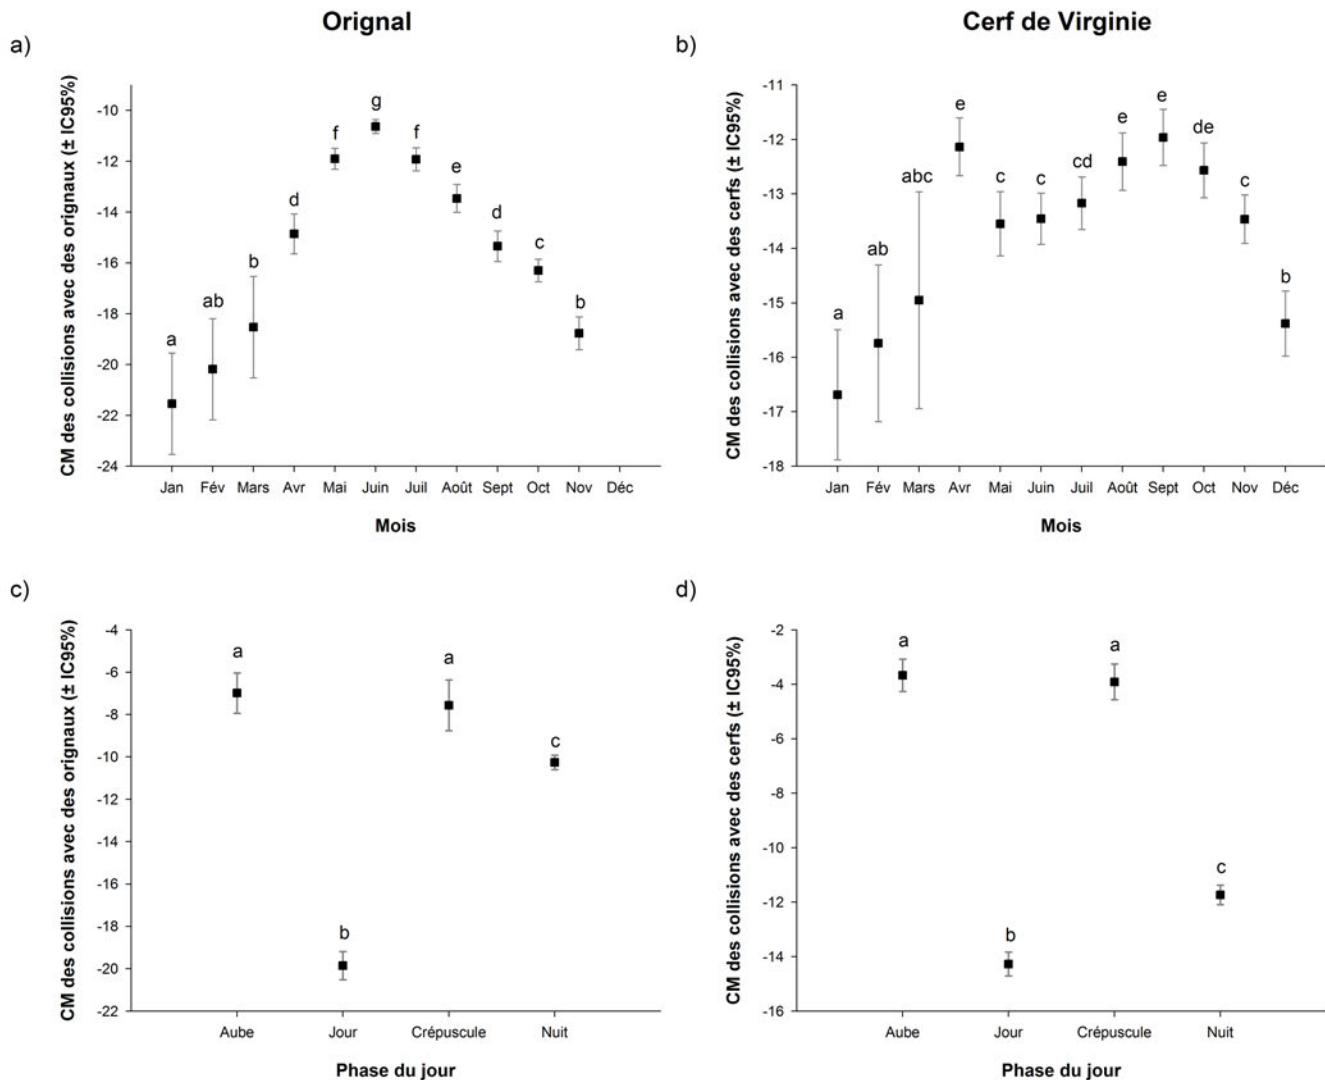 Orignal
Cerf de Virginie
a)
b)
CM des collisions avec des orignaux (± IC95%)
-10
-12
-14
-16
-18
-20
-22
-24
a
ab
b
d
f
g
f
e
d
c
b
Jan Fév Mars Avr Mai Juin Juil Août Sept Oct Nov Déc
Mois
CM des collisions avec des cerfs (± IC95%)
-11
-12
-13
-14
-15
-16
-17
-18
a
ab
abc
e
c
c
cd
e
e
de
c
b
Jan Fév Mars Avr Mai Juin Juil Août Sept Oct Nov Déc
Mois
c)
d)
CM des collisions avec des orignaux (± IC95%)
-4
-6
-8
-10
-12
-14
-16
-18
-20
-22
a
b
a
c
Aube Jour Crépuscule Nuit
Phase du jour
CM des collisions avec des cerfs (± IC95%)
-2
-4
-6
-8
-10
-12
-14
-16
a
b
a
c
Aube Jour Crépuscule Nuit
Phase du jour